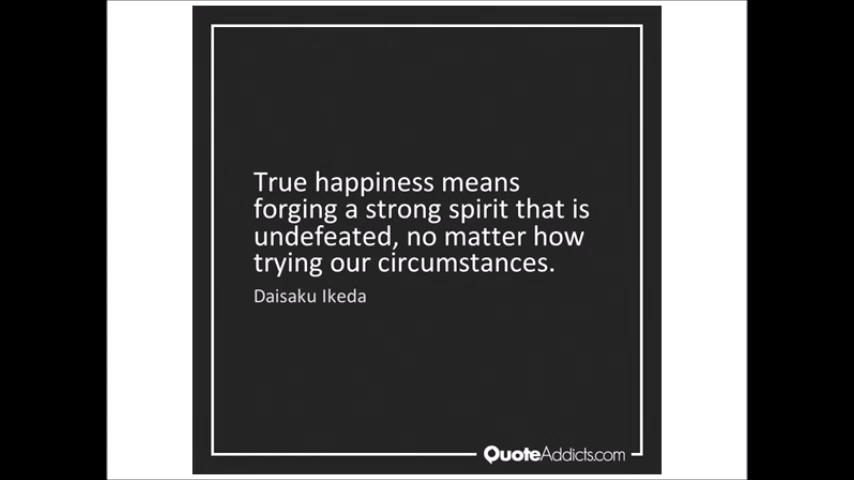 True happiness means
forging a strong spirit that is
undefeated, no matter how
trying our circumstances.
Daisaku Ikeda
QuoteAddicts.com